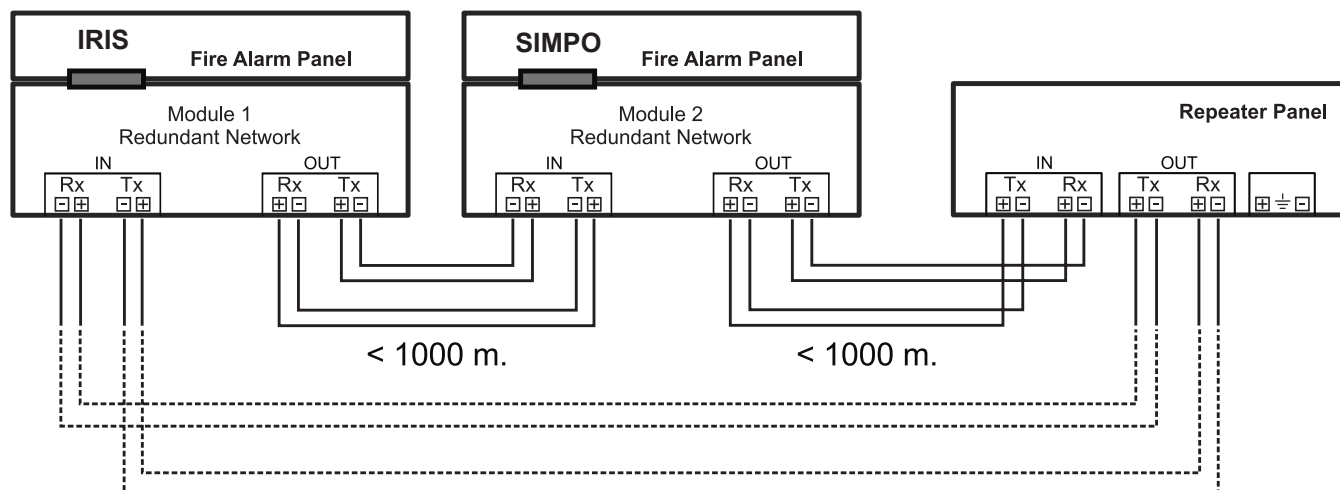 IRIS
Fire Alarm Panel
SIMPO
Fire Alarm Panel
Module 1
Redundant Network
Module 2
Redundant Network
Repeater Panel
IN OUT
Rx Tx Rx Tx
- + - + + - + -
IN OUT
Rx Tx Rx Tx
- + - + + - + -
IN OUT
Tx Rx Tx Rx
+ - + - + - + - + ⏚ -
< 1000 m.
< 1000 m.